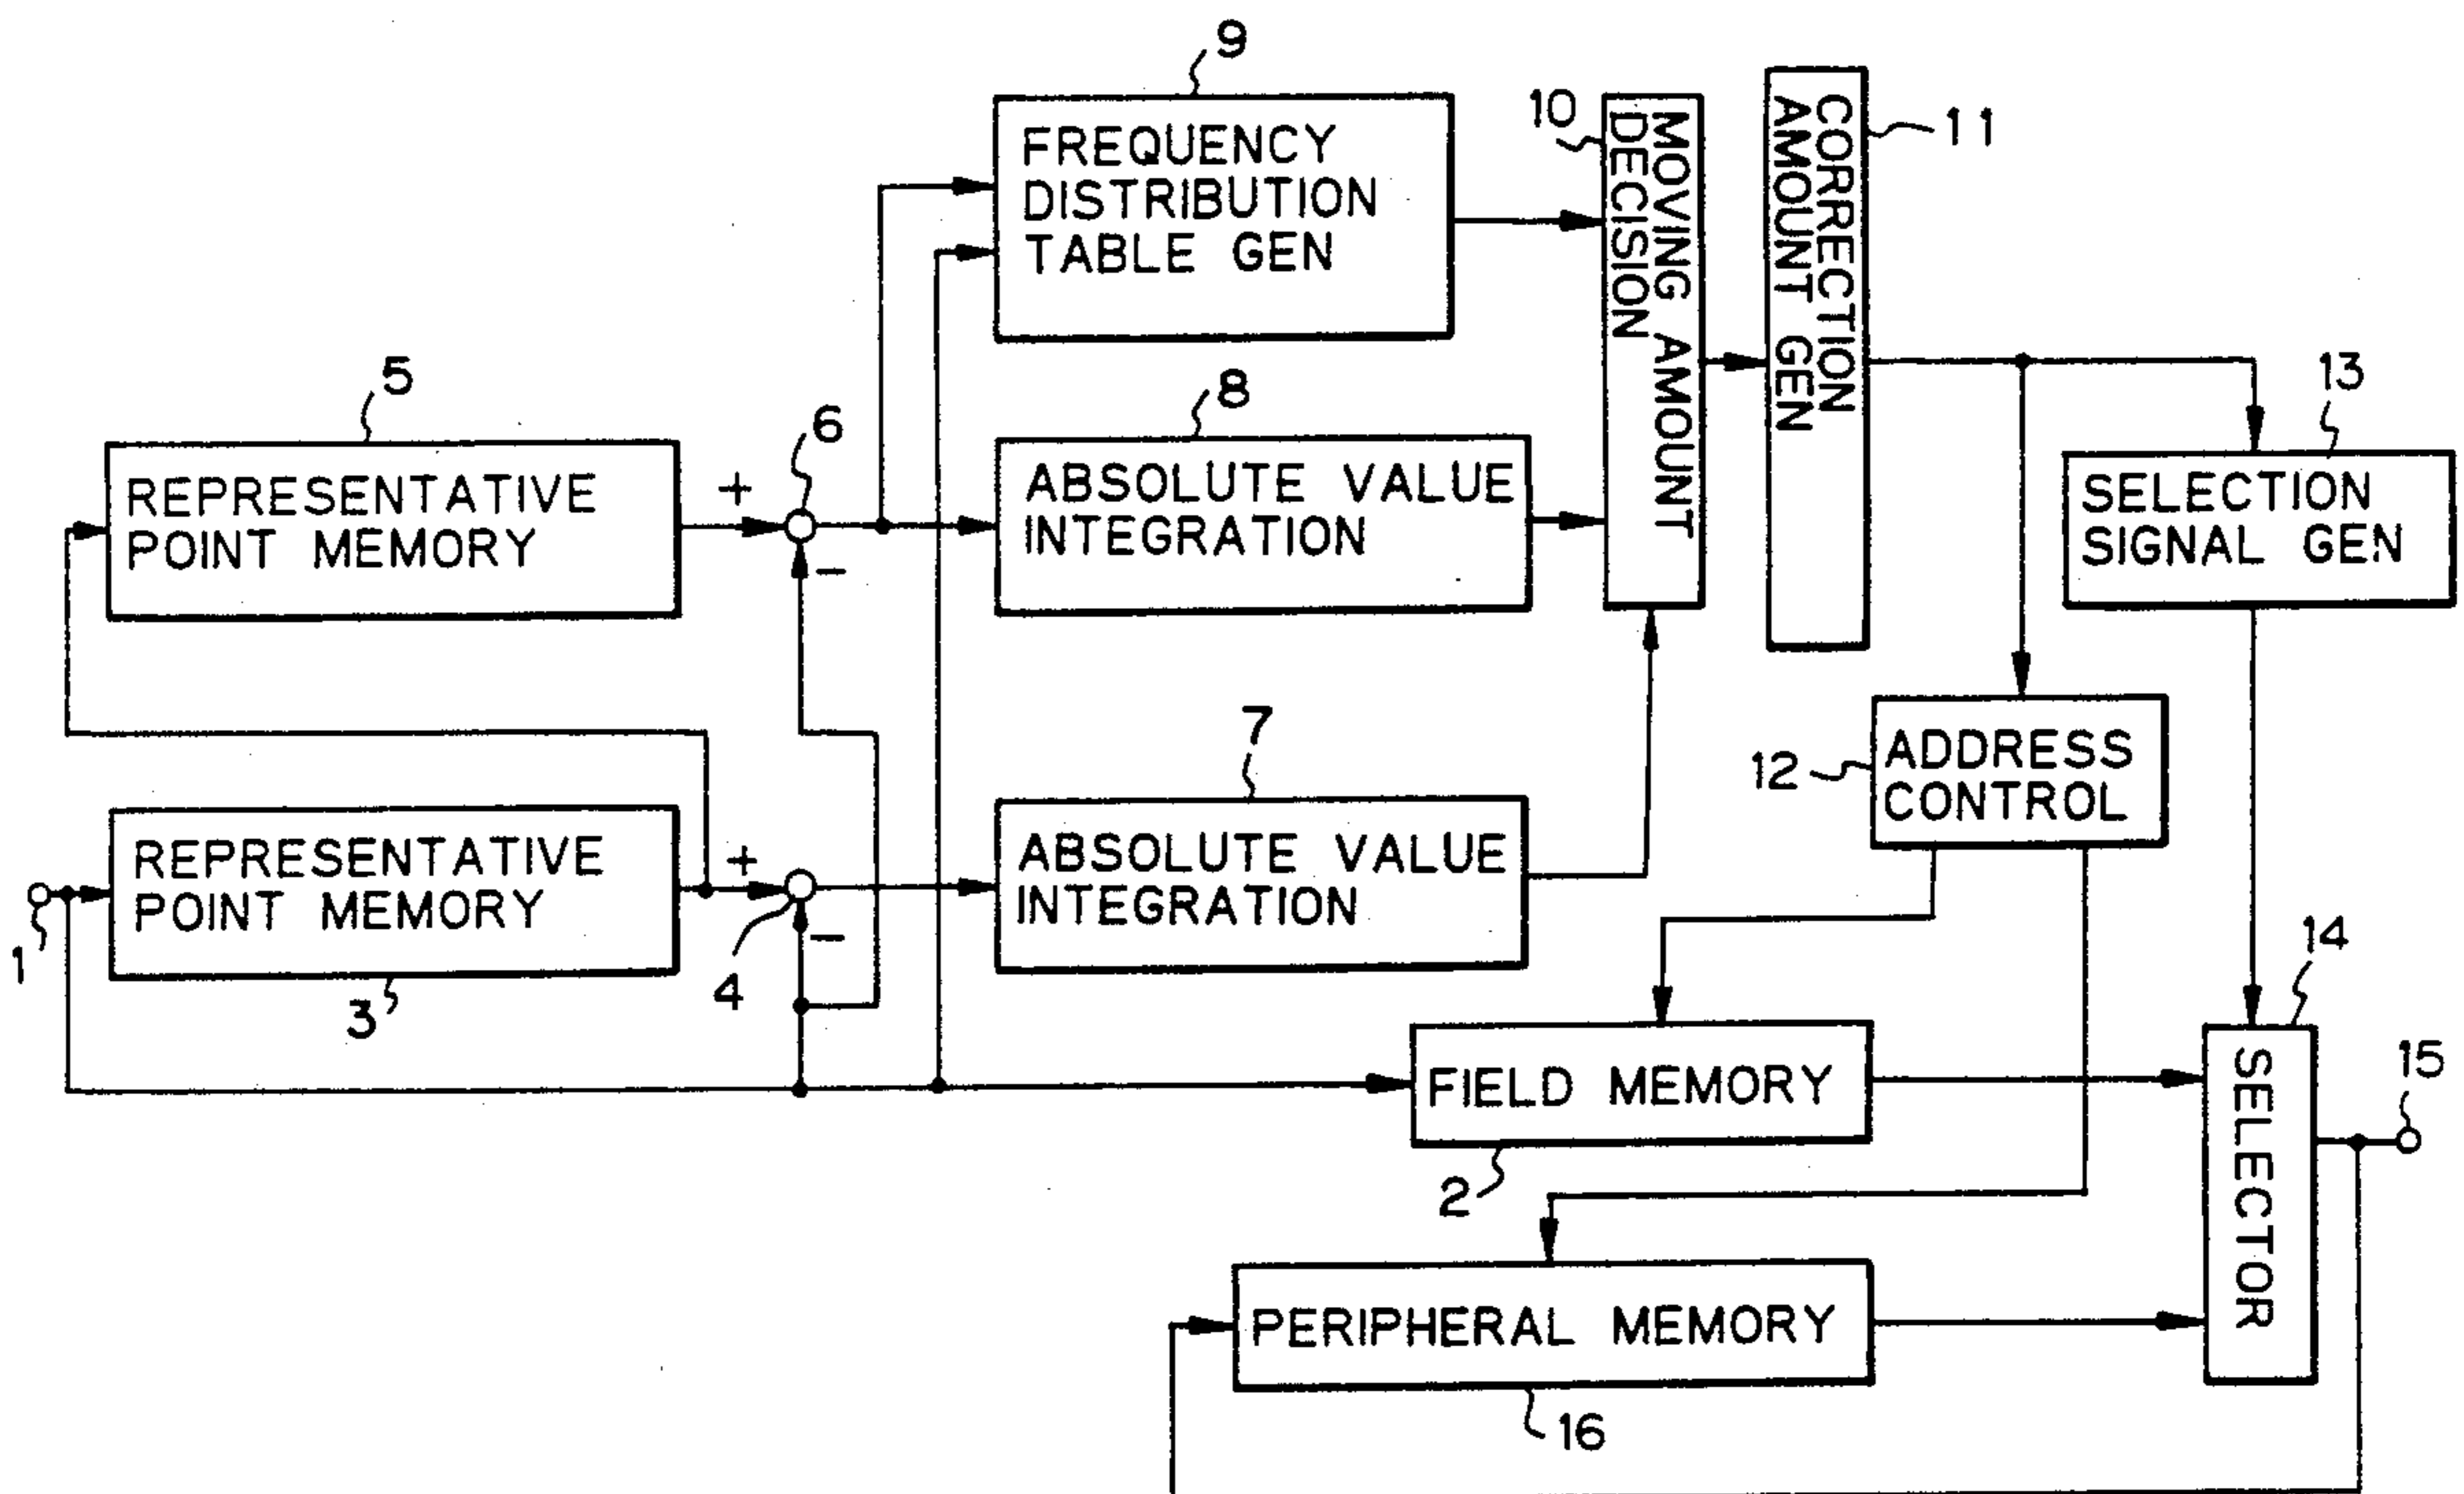 9
FREQUENCY
DISTRIBUTION
TABLE GEN
10
MOVING AMOUNT
DECISION
CORRECTION
AMOUNT GEN
11
5
REPRESENTATIVE
POINT MEMORY
+
6
−
8
ABSOLUTE VALUE
INTEGRATION
13
SELECTION
SIGNAL GEN
12
ADDRESS
CONTROL
7
ABSOLUTE VALUE
INTEGRATION
1
REPRESENTATIVE
POINT MEMORY
3
+
4
−
FIELD MEMORY
2
14
SELECTOR
15
PERIPHERAL MEMORY
16